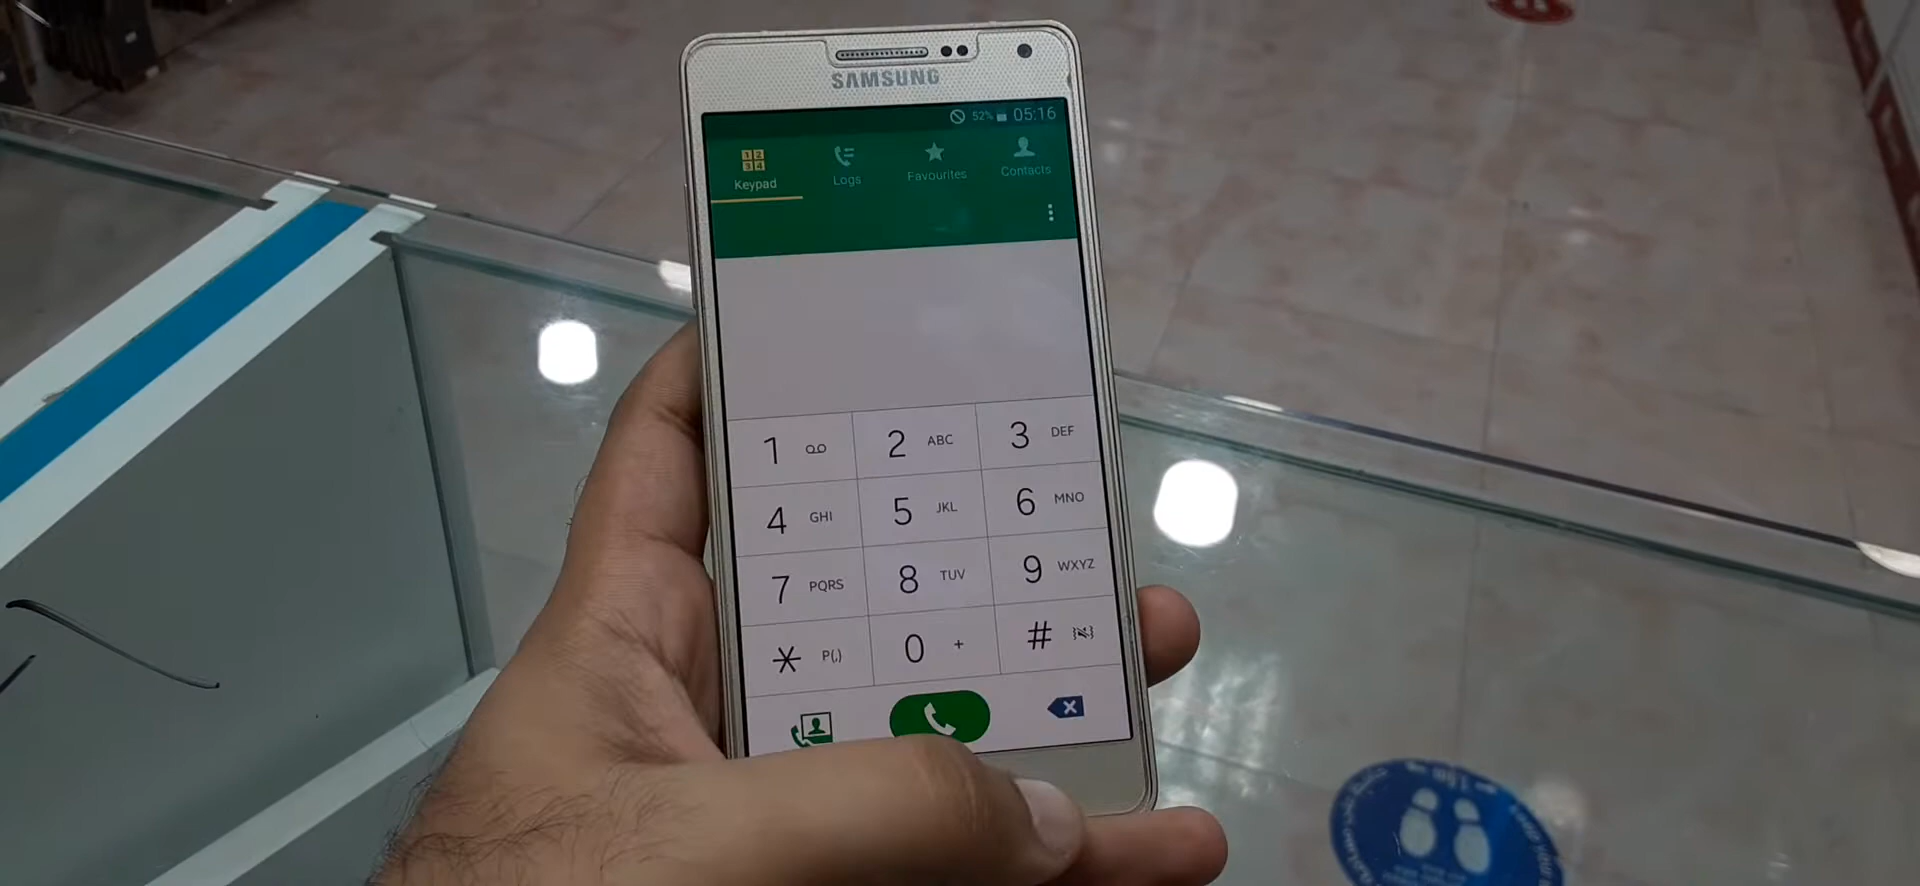 SAMSUNG
52% 05:16
Keypad Logs Favourites Contacts
1 2 ABC 3 DEF
4 GHI 5 JKL 6 MNO
7 PQRS 8 TUV 9 WXYZ
* P(,) 0 + #